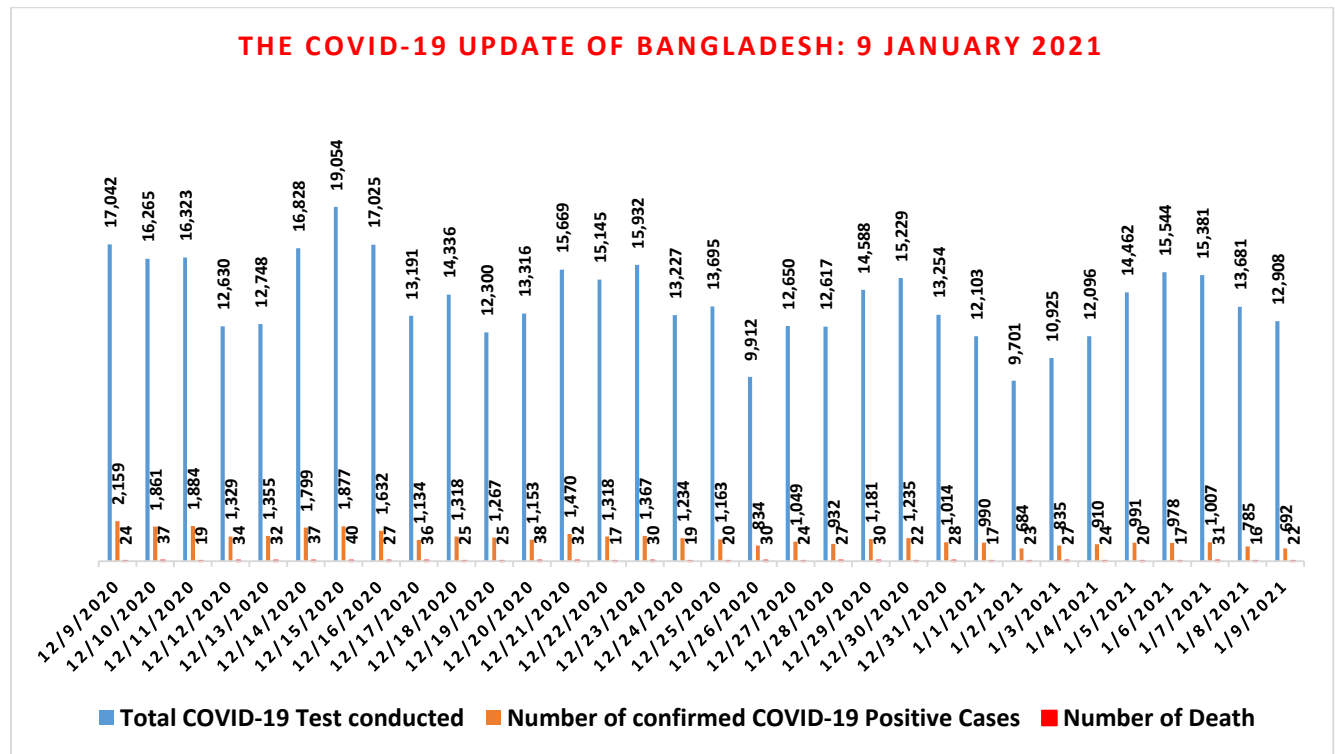 THE COVID-19 UPDATE OF BANGLADESH: 9 JANUARY 2021
17,042 16,265 16,323 12,630 12,748 16,828 19,054 17,025 13,191 14,336 12,300 13,316 15,669 15,145 15,932 13,227 13,695 9,912 12,650 12,617 14,588 15,229 13,254 12,103 9,701 10,925 12,096 14,462 15,544 15,381 13,681 12,908
2,159 1,861 1,884 1,329 1,355 1,799 1,877 1,632 1,134 1,318 1,267 1,153 1,470 1,318 1,367 1,234 1,163 834 1,049 932 1,181 1,235 1,014 990 684 835 910 991 978 1,007 785 692
24 37 19 34 32 37 40 27 36 25 25 38 32 17 30 19 20 30 24 27 30 22 28 17 23 27 24 20 17 31 16 22
12/9/2020 12/10/2020 12/11/2020 12/12/2020 12/13/2020 12/14/2020 12/15/2020 12/16/2020 12/17/2020 12/18/2020 12/19/2020 12/20/2020 12/21/2020 12/22/2020 12/23/2020 12/24/2020 12/25/2020 12/26/2020 12/27/2020 12/28/2020 12/29/2020 12/30/2020 12/31/2020 1/1/2021 1/2/2021 1/3/2021 1/4/2021 1/5/2021 1/6/2021 1/7/2021 1/8/2021 1/9/2021
Total COVID-19 Test conducted Number of confirmed COVID-19 Positive Cases Number of Death